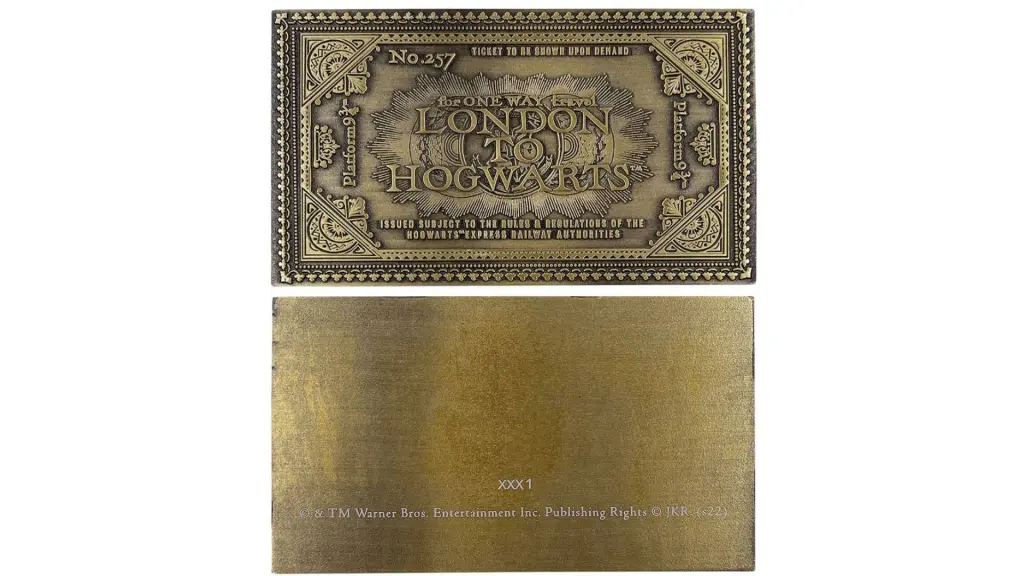 No.257
TICKET TO BE SHOWN UPON DEMAND
for ONE WAY travel
LONDON
TO
HOGWARTS™
Platform 9¾
Platform 9¾
ISSUED SUBJECT TO THE RULES & REGULATIONS OF THE
HOGWARTS™ EXPRESS RAILWAY AUTHORITIES
xxx1
© & TM Warner Bros. Entertainment Inc. Publishing Rights © JKR. (s22)